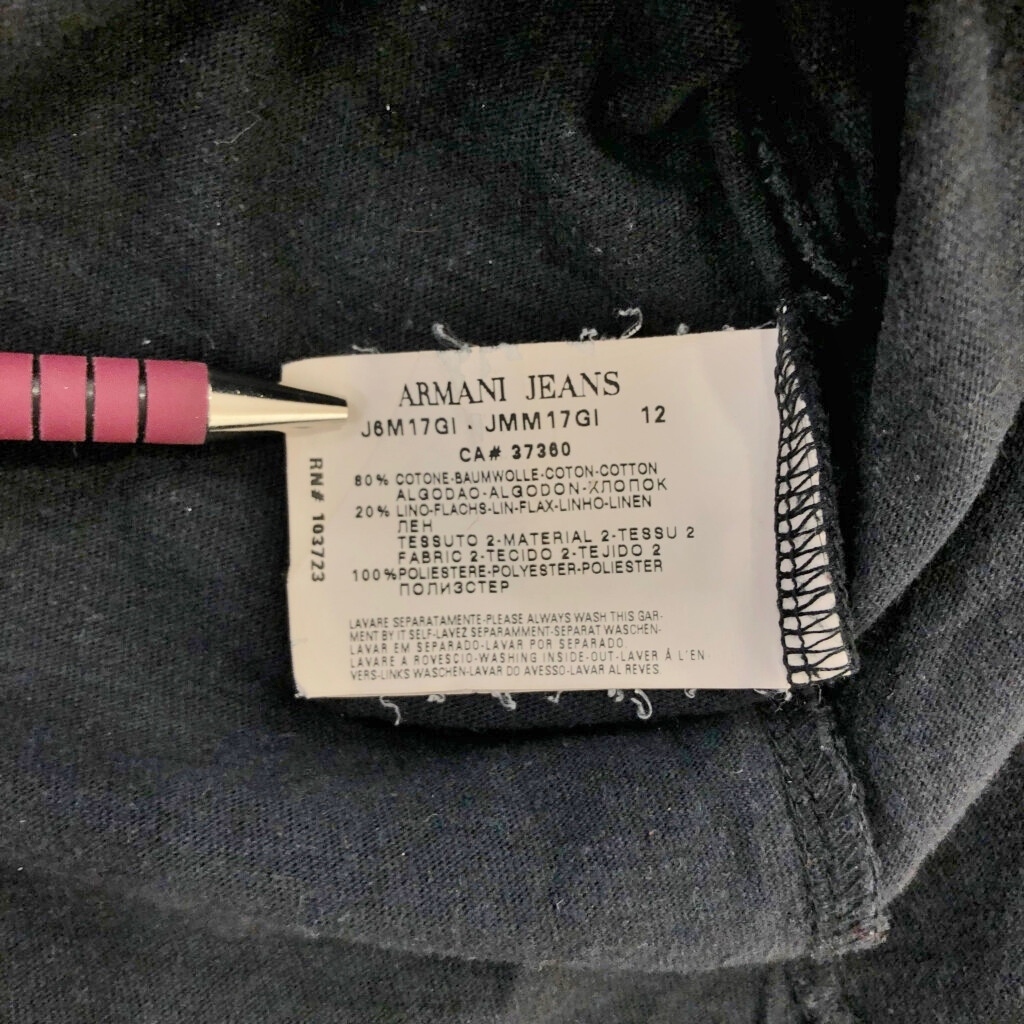 ARMANI JEANS
J6M17GI · JMM17GI 12
CA# 37360
80% COTONE-BAUMWOLLE-COTON-COTTON
ALGODAO-ALGODON-ХЛОПОК
20% LINO-FLACHS-LIN-FLAX-LINHO-LINEN
ЛЕН
TESSUTO 2-MATERIAL 2-TESSU 2
FABRIC 2-TECIDO 2-TEJIDO 2
100% POLIESTERE-POLYESTER-POLIESTER
ПОЛИЭСТЕР
LAVARE SEPARATAMENTE-PLEASE ALWAYS WASH THIS GAR-
MENT BY IT SELF-LAVEZ SEPARAMMENT-SEPARAT WASCHEN-
LAVAR EM SEPARADO-LAVAR POR SEPARADO
LAVARE A ROVESCIO-WASHING INSIDE-OUT-LAVER Á L'EN-
VERS-LINKS WASCHEN-LAVAR DO AVESSO-LAVAR AL REVES.
RN# 103723